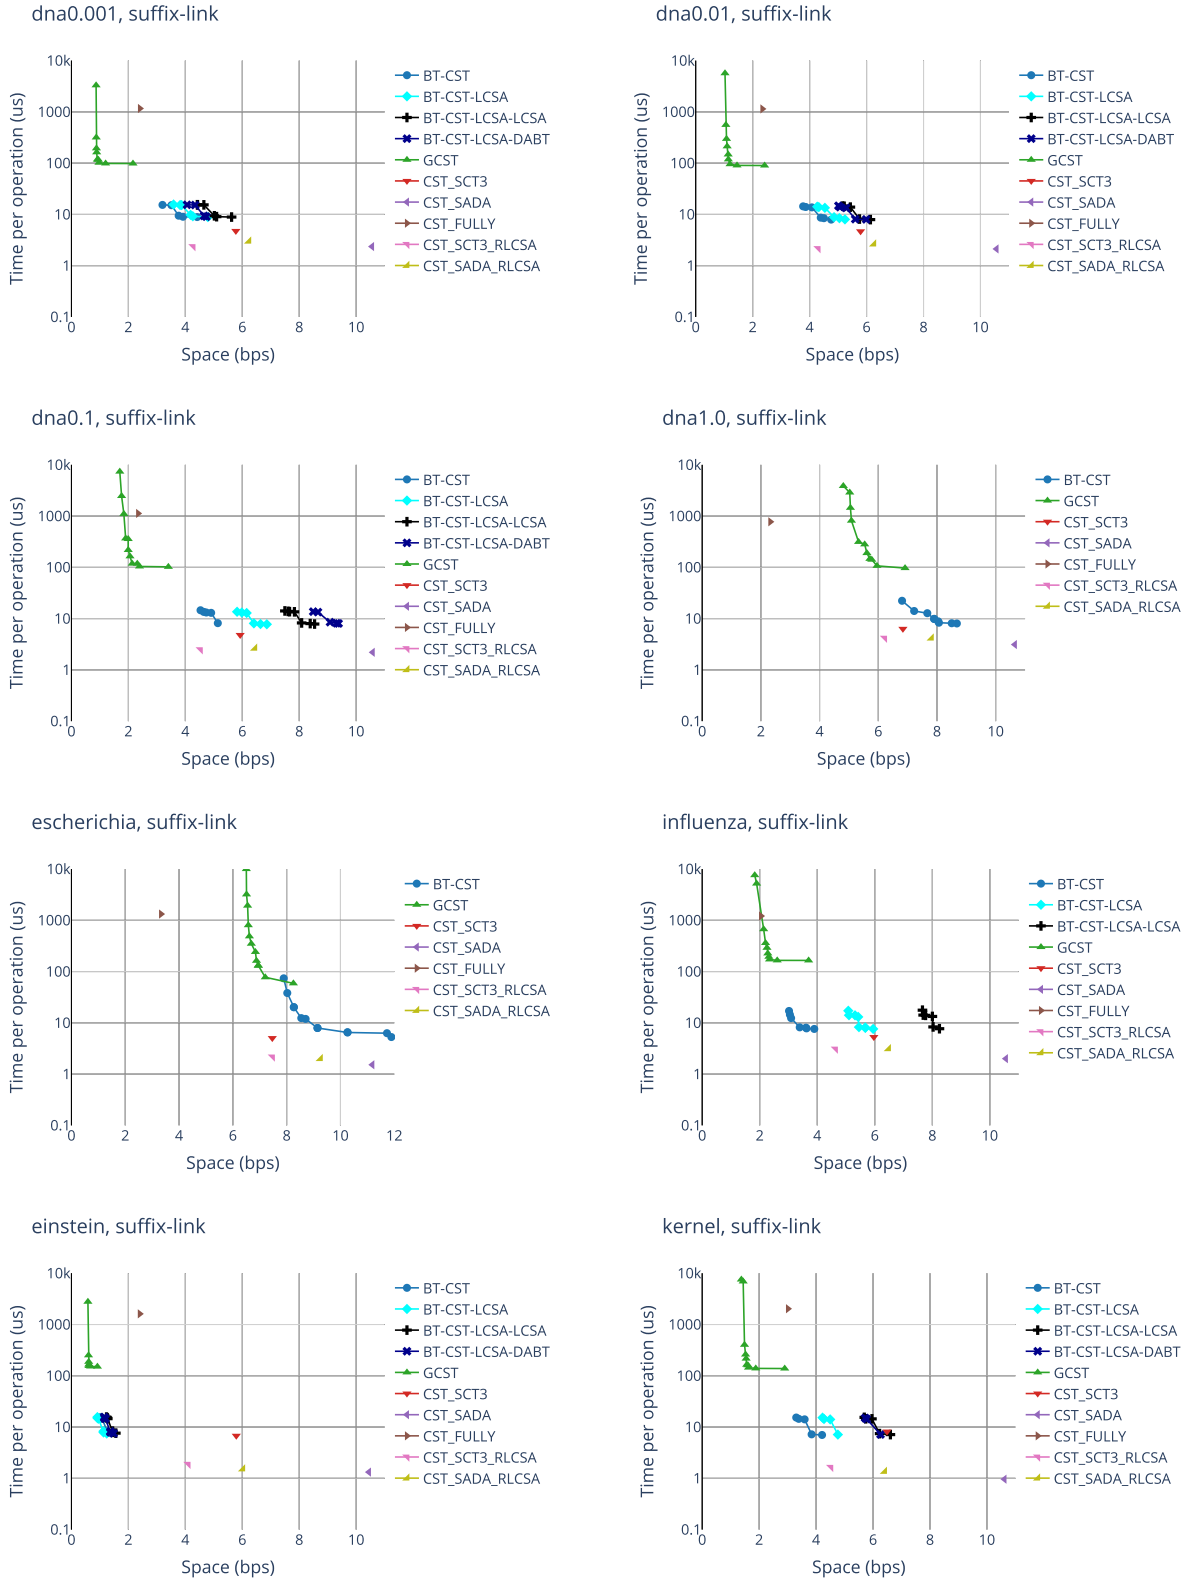 dna0.001, suffix-link
10k
1000
100
10
1
0.1
0 2 4 6 8 10
Space (bps)
Time per operation (us)
BT-CST
BT-CST-LCSA
BT-CST-LCSA-LCSA
BT-CST-LCSA-DABT
GCST
CST_SCT3
CST_SADA
CST_FULLY
CST_SCT3_RLCSA
CST_SADA_RLCSA
dna0.01, suffix-link
10k
1000
100
10
1
0.1
0 2 4 6 8 10
Space (bps)
Time per operation (us)
BT-CST
BT-CST-LCSA
BT-CST-LCSA-LCSA
BT-CST-LCSA-DABT
GCST
CST_SCT3
CST_SADA
CST_FULLY
CST_SCT3_RLCSA
CST_SADA_RLCSA
dna0.1, suffix-link
10k
1000
100
10
1
0.1
0 2 4 6 8 10
Space (bps)
Time per operation (us)
BT-CST
BT-CST-LCSA
BT-CST-LCSA-LCSA
BT-CST-LCSA-DABT
GCST
CST_SCT3
CST_SADA
CST_FULLY
CST_SCT3_RLCSA
CST_SADA_RLCSA
dna1.0, suffix-link
10k
1000
100
10
1
0.1
0 2 4 6 8 10
Space (bps)
Time per operation (us)
BT-CST
GCST
CST_SCT3
CST_SADA
CST_FULLY
CST_SCT3_RLCSA
CST_SADA_RLCSA
escherichia, suffix-link
10k
1000
100
10
1
0.1
0 2 4 6 8 10 12
Space (bps)
Time per operation (us)
BT-CST
GCST
CST_SCT3
CST_SADA
CST_FULLY
CST_SCT3_RLCSA
CST_SADA_RLCSA
influenza, suffix-link
10k
1000
100
10
1
0.1
0 2 4 6 8 10
Space (bps)
Time per operation (us)
BT-CST
BT-CST-LCSA
BT-CST-LCSA-LCSA
GCST
CST_SCT3
CST_SADA
CST_FULLY
CST_SCT3_RLCSA
CST_SADA_RLCSA
einstein, suffix-link
10k
1000
100
10
1
0.1
0 2 4 6 8 10
Space (bps)
Time per operation (us)
BT-CST
BT-CST-LCSA
BT-CST-LCSA-LCSA
BT-CST-LCSA-DABT
GCST
CST_SCT3
CST_SADA
CST_FULLY
CST_SCT3_RLCSA
CST_SADA_RLCSA
kernel, suffix-link
10k
1000
100
10
1
0.1
0 2 4 6 8 10
Space (bps)
Time per operation (us)
BT-CST
BT-CST-LCSA
BT-CST-LCSA-LCSA
BT-CST-LCSA-DABT
GCST
CST_SCT3
CST_SADA
CST_FULLY
CST_SCT3_RLCSA
CST_SADA_RLCSA